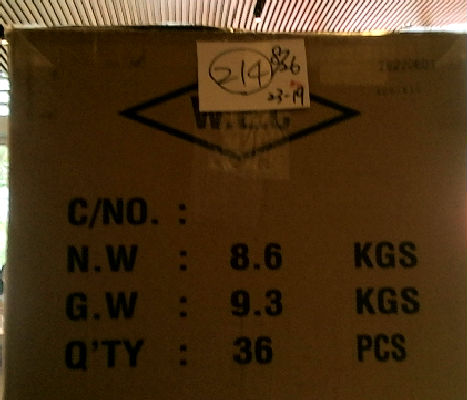 214
836
23-19
C/NO. :
N.W : 8.6 KGS
G.W : 9.3 KGS
Q'TY : 36 PCS